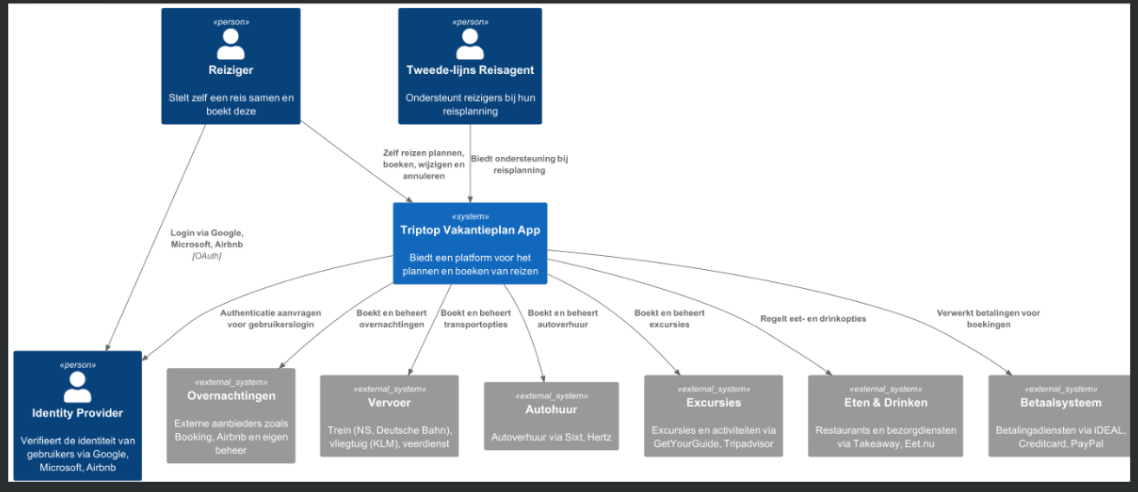 «person»
Reiziger
Stelt zelf een reis samen en
boekt deze
«person»
Tweede-lijns Reisagent
Ondersteunt reizigers bij hun
reisplanning
Zelf reizen plannen,
boeken, wijzigen en
annuleren
Biedt ondersteuning bij
reisplanning
«system»
Triptop Vakantieplan App
Biedt een platform voor het
plannen en boeken van reizen
Login via Google,
Microsoft, Airbnb
[OAuth]
Authenticatie aanvragen
voor gebruikerslogin
Boekt en beheert
overnachtingen
Boekt en beheert
transportopties
Boekt en beheert
autoverhuur
Boekt en beheert
excursies
Regelt eet- en drinkopties
Verwerkt betalingen voor
boekingen
«person»
Identity Provider
Verifieert de identiteit van
gebruikers via Google,
Microsoft, Airbnb
«external_system»
Overnachtingen
Externe aanbieders zoals
Booking, Airbnb en eigen
beheer
«external_system»
Vervoer
Trein (NS, Deutsche Bahn),
vliegtuig (KLM), veerdienst
«external_system»
Autohuur
Autoverhuur via Sixt, Hertz
«external_system»
Excursies
Excursies en activiteiten via
GetYourGuide, Tripadvisor
«external_system»
Eten & Drinken
Restaurants en bezorgdiensten
via Takeaway, Eet.nu
«external_system»
Betaalsysteem
Betalingsdiensten via iDEAL,
Creditcard, PayPal